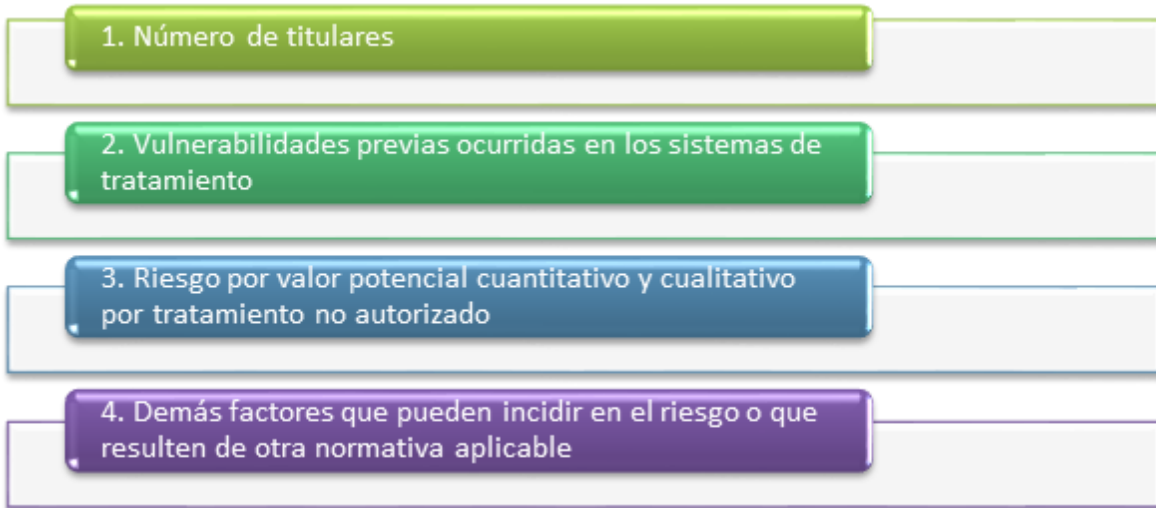 1. Número de titulares
2. Vulnerabilidades previas ocurridas en los sistemas de
tratamiento
3. Riesgo por valor potencial cuantitativo y cualitativo
por tratamiento no autorizado
4. Demás factores que pueden incidir en el riesgo o que
resulten de otra normativa aplicable